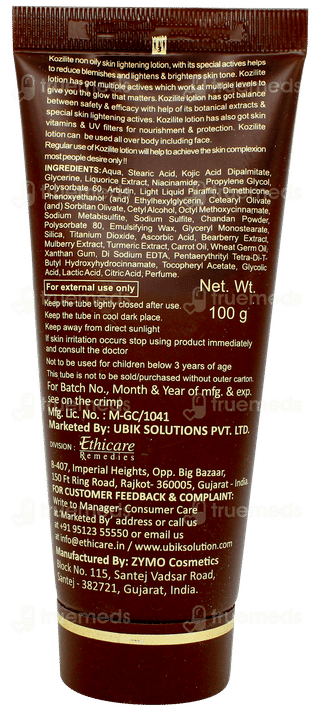 Kozilite non oily skin lightening lotion, with its special actives helps
to reduce blemishes and lightens & brightens skin tone. Kozilite
lotion has got multiple actives which work at multiple levels to
give you the glow that matters. Kozilite lotion has got balance
between safety & efficacy with help of its botanical extracts &
special skin lightening actives. Kozilite lotion has also got skin
vitamins & UV filters for nourishment & protection. Kozilite
lotion can be used all over body including face.
Regular use of Kozilite lotion will help to achieve the skin complexion
most people desire only !!
INGREDIENTS: Aqua, Stearic Acid, Kojic Acid Dipalmitate,
Glycerine, Liquorice Extract, Niacinamide, Propylene Glycol,
Polysorbate 60, Arbutin, Light Liquid Paraffin, Dimethicone,
Phenoxyethanol (and) Ethylhexylglycerin, Cetearyl Olivate
(and) Sorbitan Olivate, Cetyl Alcohol, Octyl Methoxycinnamate,
Sodium Metabisulfite, Sodium Sulfite, Chandan Powder,
Polysorbate 80, Emulsifying Wax, Glyceryl Monostearate,
Silica, Titanium Dioxide, Ascorbic Acid, Bearberry Extract,
Mulberry Extract, Turmeric Extract, Carrot Oil, Wheat Germ Oil,
Xanthan Gum, Di Sodium EDTA, Pentaerythrityl Tetra-Di-T-
Butyl Hydroxyhydrocinnamate, Tocopheryl Acetate, Glycolic
Acid, Lactic Acid, Citric Acid, Perfume.
For external use only
Net. Wt.
100 g
Keep the tube tightly closed after use.
Keep the tube in cool dark place.
Keep away from direct sunlight
If skin irritation occurs stop using product immediately
and consult the doctor
Not to be used for children below 3 years of age
This tube is not to be sold/purchased without outer carton.
For Batch No., Month & Year of mfg. & exp.
see on the crimp
Mfg. Lic. No. : M-GC/1041
Marketed By: UBIK SOLUTIONS PVT. LTD.
DIVISION : Ethicare
Remedies
B-407, Imperial Heights, Opp. Big Bazaar,
150 Ft Ring Road, Rajkot- 360005, Gujarat - India.
FOR CUSTOMER FEEDBACK & COMPLAINT:
Write to Manager: Consumer Care
at 'Marketed By' address or call us
at +91 95123 55550 or email us
info@ethicare.in / www.ubiksolution.com
Manufactured By: ZYMO Cosmetics
Block No. 115, Santej Vadsar Road,
Santej - 382721, Gujarat, India.
truemeds